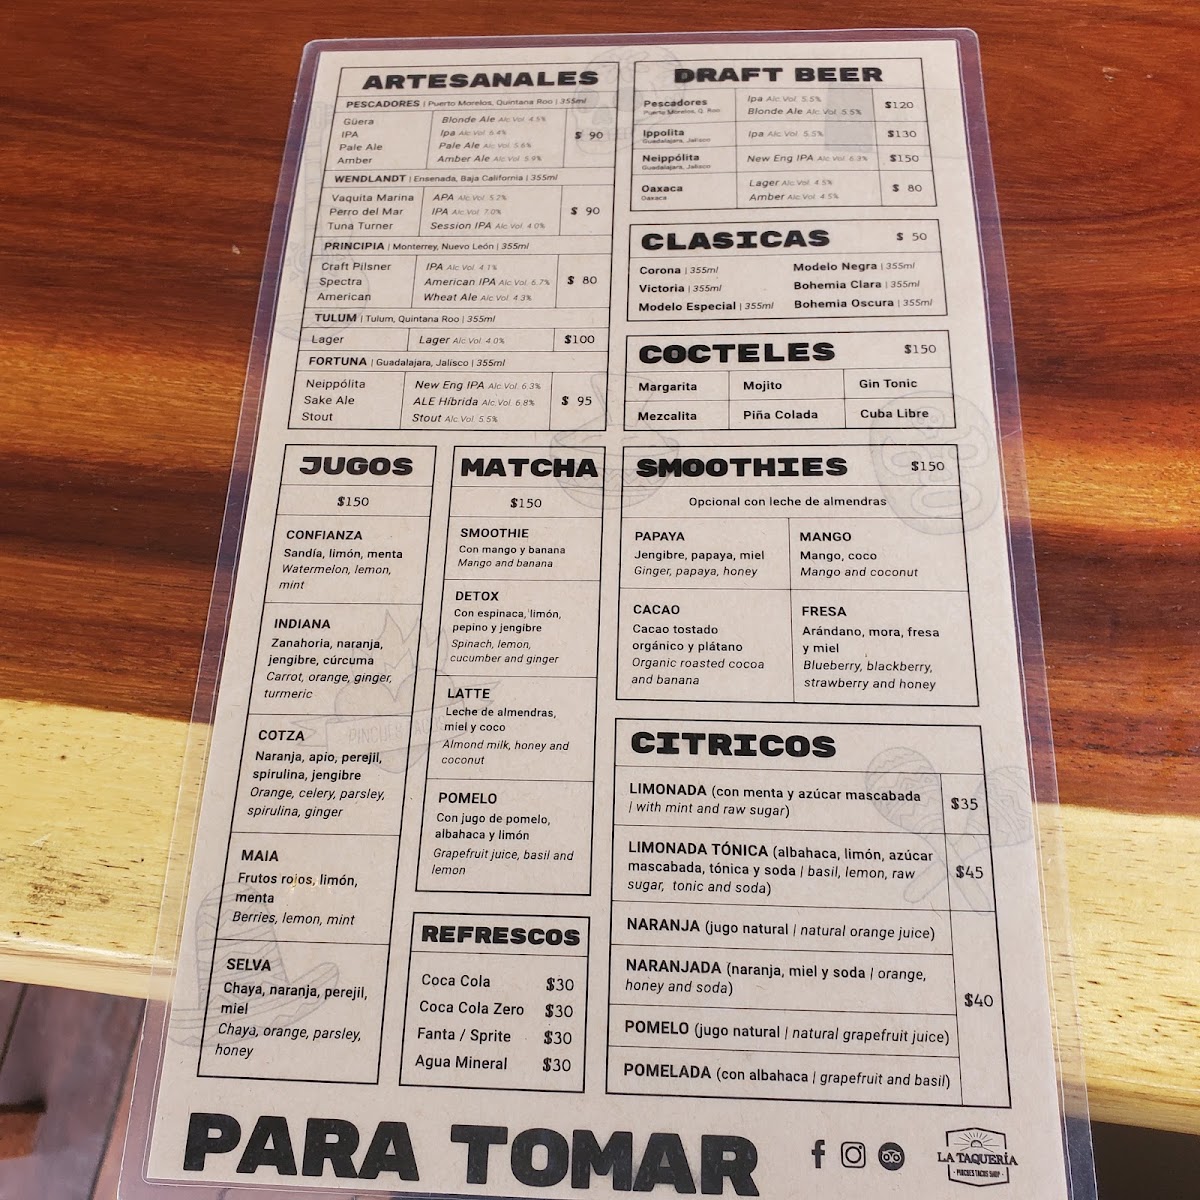 ARTESANALES
PESCADORES | Puerto Morelos, Quintana Roo | 355ml
Güera Blonde Ale Alc Vol. 4.5%
IPA Ipa Alc Vol. 6.4%
Pale Ale Pale Ale Alc Vol. 5.6%
Amber Amber Ale Alc Vol. 5.9%
$ 90
WENDLANDT | Ensenada, Baja California | 355ml
Vaquita Marina APA Alc.Vol. 5.2%
Perro del Mar IPA Alc.Vol. 7.0%
Tuna Turner Session IPA Alc Vol. 4.0%
$ 90
PRINCIPIA | Monterrey, Nuevo León | 355ml
Craft Pilsner IPA Alc Vol. 4.1%
Spectra American IPA Alc Vol. 6.7%
American Wheat Ale Alc Vol. 4.3%
$ 80
TULUM | Tulum, Quintana Roo | 355ml
Lager Lager Alc Vol. 4.0% $100
FORTUNA | Guadalajara, Jalisco | 355ml
Neippólita New Eng IPA Alc Vol. 6.3%
Sake Ale ALE Híbrida Alc.Vol. 6.8%
Stout Stout Alc Vol. 5.5%
$ 95
DRAFT BEER
Pescadores Ipa Alc Vol. 5.5%
Puerto Morelos, Q. Roo Blonde Ale Alc Vol. 5.5%
$120
Ippolita Ipa Alc Vol. 5.5% $130
Guadalajara, Jalisco
Neippólita New Eng IPA Alc Vol. 6.3% $150
Guadalajara, Jalisco
Oaxaca Lager Alc Vol. 4.5%
Oaxaca Amber Alc Vol. 4.5%
$ 80
CLASICAS $ 50
Corona | 355ml Modelo Negra | 355ml
Victoria | 355ml Bohemia Clara | 355ml
Modelo Especial | 355ml Bohemia Oscura | 355ml
COCTELES $150
Margarita Mojito Gin Tonic
Mezcalita Piña Colada Cuba Libre
JUGOS
$150
CONFIANZA
Sandía, limón, menta
Watermelon, lemon,
mint
INDIANA
Zanahoria, naranja,
jengibre, cúrcuma
Carrot, orange, ginger,
turmeric
COTZA
Naranja, apio, perejil,
spirulina, jengibre
Orange, celery, parsley,
spirulina, ginger
MAIA
Frutos rojos, limón,
menta
Berries, lemon, mint
SELVA
Chaya, naranja, perejil,
miel
Chaya, orange, parsley,
honey
MATCHA
$150
SMOOTHIE
Con mango y banana
Mango and banana
DETOX
Con espinaca, limón,
pepino y jengibre
Spinach, lemon,
cucumber and ginger
LATTE
Leche de almendras,
miel y coco
Almond milk, honey and
coconut
POMELO
Con jugo de pomelo,
albahaca y limón
Grapefruit juice, basil and
lemon
REFRESCOS
Coca Cola $30
Coca Cola Zero $30
Fanta / Sprite $30
Agua Mineral $30
SMOOTHIES $150
Opcional con leche de almendras
PAPAYA
Jengibre, papaya, miel
Ginger, papaya, honey
MANGO
Mango, coco
Mango and coconut
CACAO
Cacao tostado
orgánico y plátano
Organic roasted cocoa
and banana
FRESA
Arándano, mora, fresa
y miel
Blueberry, blackberry,
strawberry and honey
CITRICOS
LIMONADA (con menta y azúcar mascabada
| with mint and raw sugar)
$35
LIMONADA TÓNICA (albahaca, limón, azúcar
mascabada, tónica y soda | basil, lemon, raw
sugar, tonic and soda)
$45
NARANJA (jugo natural | natural orange juice)
NARANJADA (naranja, miel y soda | orange,
honey and soda)
$40
POMELO (jugo natural | natural grapefruit juice)
POMELADA (con albahaca | grapefruit and basil)
PARA TOMAR
LA TAQUERÍA
PINCHES TACOS SHOP